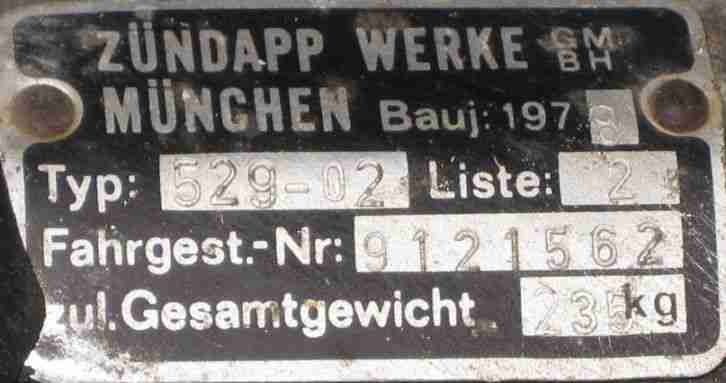 ZÜNDAPP WERKE GMBH
MÜNCHEN Bauj: 1978
Typ: 529-02 Liste: 2
Fahrgest.-Nr: 9121562
zul. Gesamtgewicht 235 kg